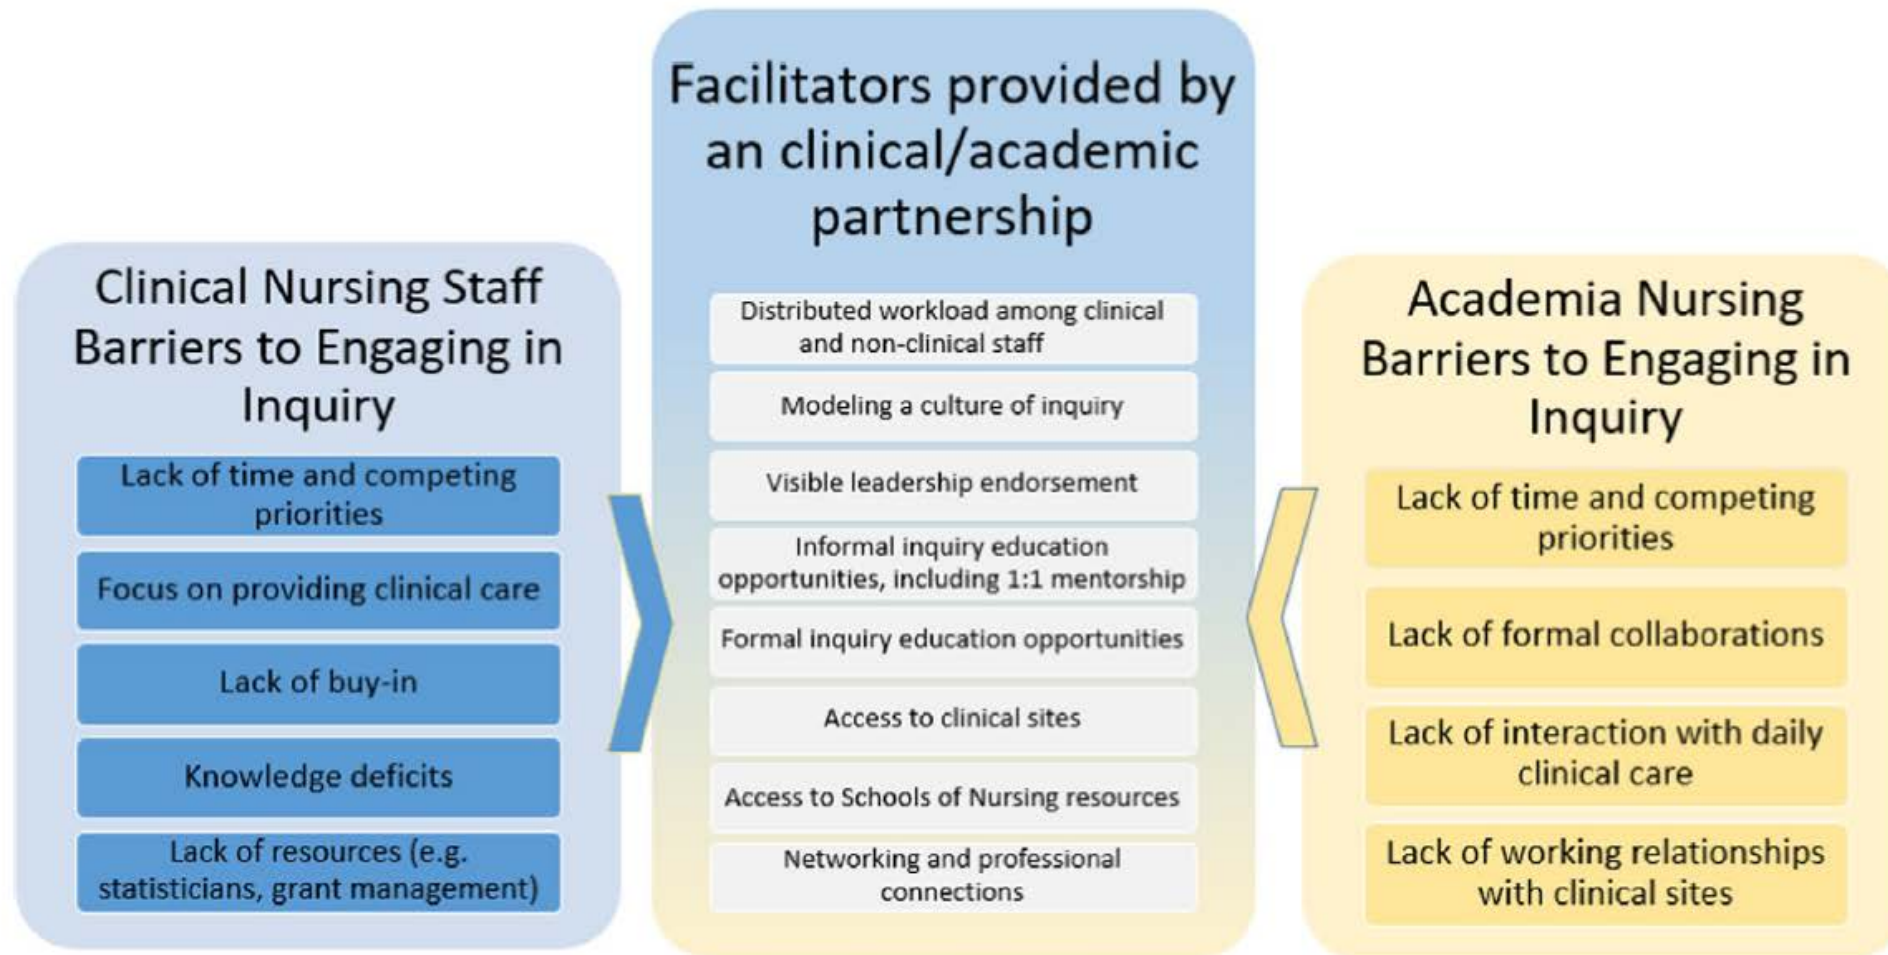 Clinical Nursing Staff
Barriers to Engaging in
Inquiry
Lack of time and competing
priorities
Focus on providing clinical care
Lack of buy-in
Knowledge deficits
Lack of resources (e.g.
statisticians, grant management)
Facilitators provided by
an clinical/academic
partnership
Distributed workload among clinical
and non-clinical staff
Modeling a culture of inquiry
Visible leadership endorsement
Informal inquiry education
opportunities, including 1:1 mentorship
Formal inquiry education opportunities
Access to clinical sites
Access to Schools of Nursing resources
Networking and professional
connections
Academia Nursing
Barriers to Engaging in
Inquiry
Lack of time and competing
priorities
Lack of formal collaborations
Lack of interaction with daily
clinical care
Lack of working relationships
with clinical sites